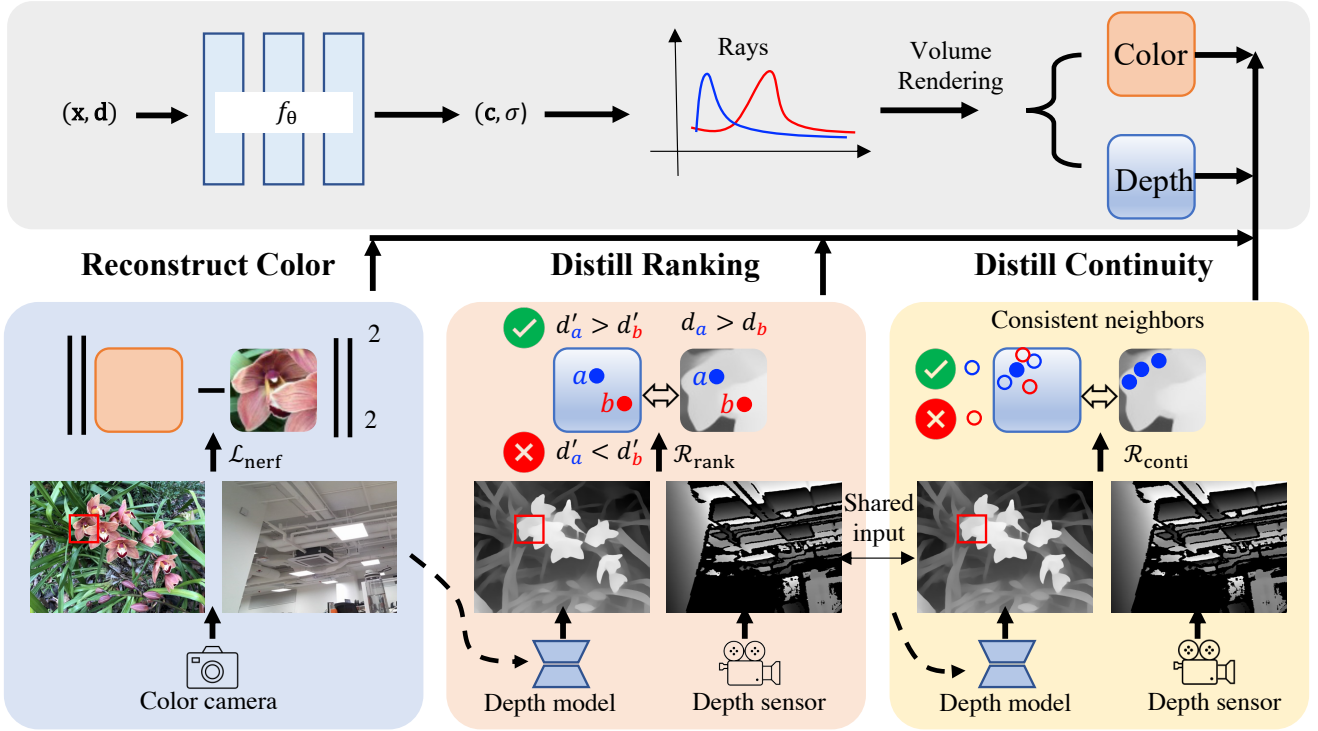 (x, d)
f_θ
(c, σ)
Rays
Volume
Rendering
Color
Depth
Reconstruct Color
Distill Ranking
Distill Continuity
2
2
ℒ_nerf
Color camera
d′_a > d′_b
d_a > d_b
a
b
a
b
d′_a < d′_b
ℛ_rank
Depth model
Depth sensor
Shared
input
Consistent neighbors
ℛ_conti
Depth model
Depth sensor